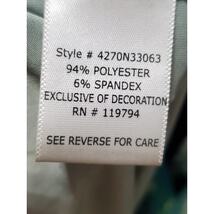 Style # 4270N33063
94% POLYESTER
6% SPANDEX
EXCLUSIVE OF DECORATION
RN # 119794
SEE REVERSE FOR CARE